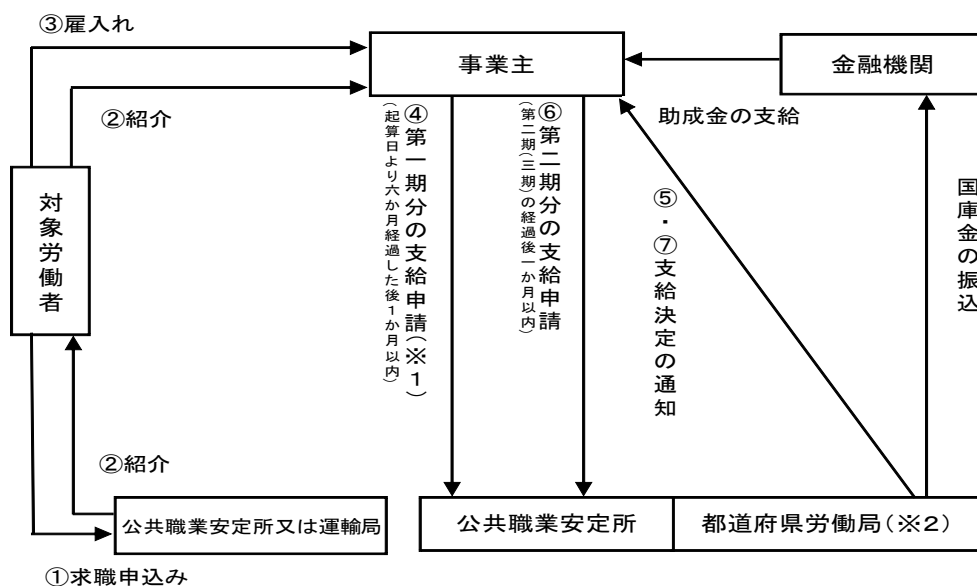 ③雇入れ
事業主
金融機関
②紹介
助成金の支給
対象労働者
④第一期分の支給申請(※1)
(起算日より六か月経過した後1か月以内)
⑥第二期分の支給申請
(第二期(三期)の経過後一か月以内)
⑤・⑦支給決定の通知
国庫金の振込
②紹介
公共職業安定所又は運輸局
公共職業安定所
都道府県労働局(※2)
①求職申込み